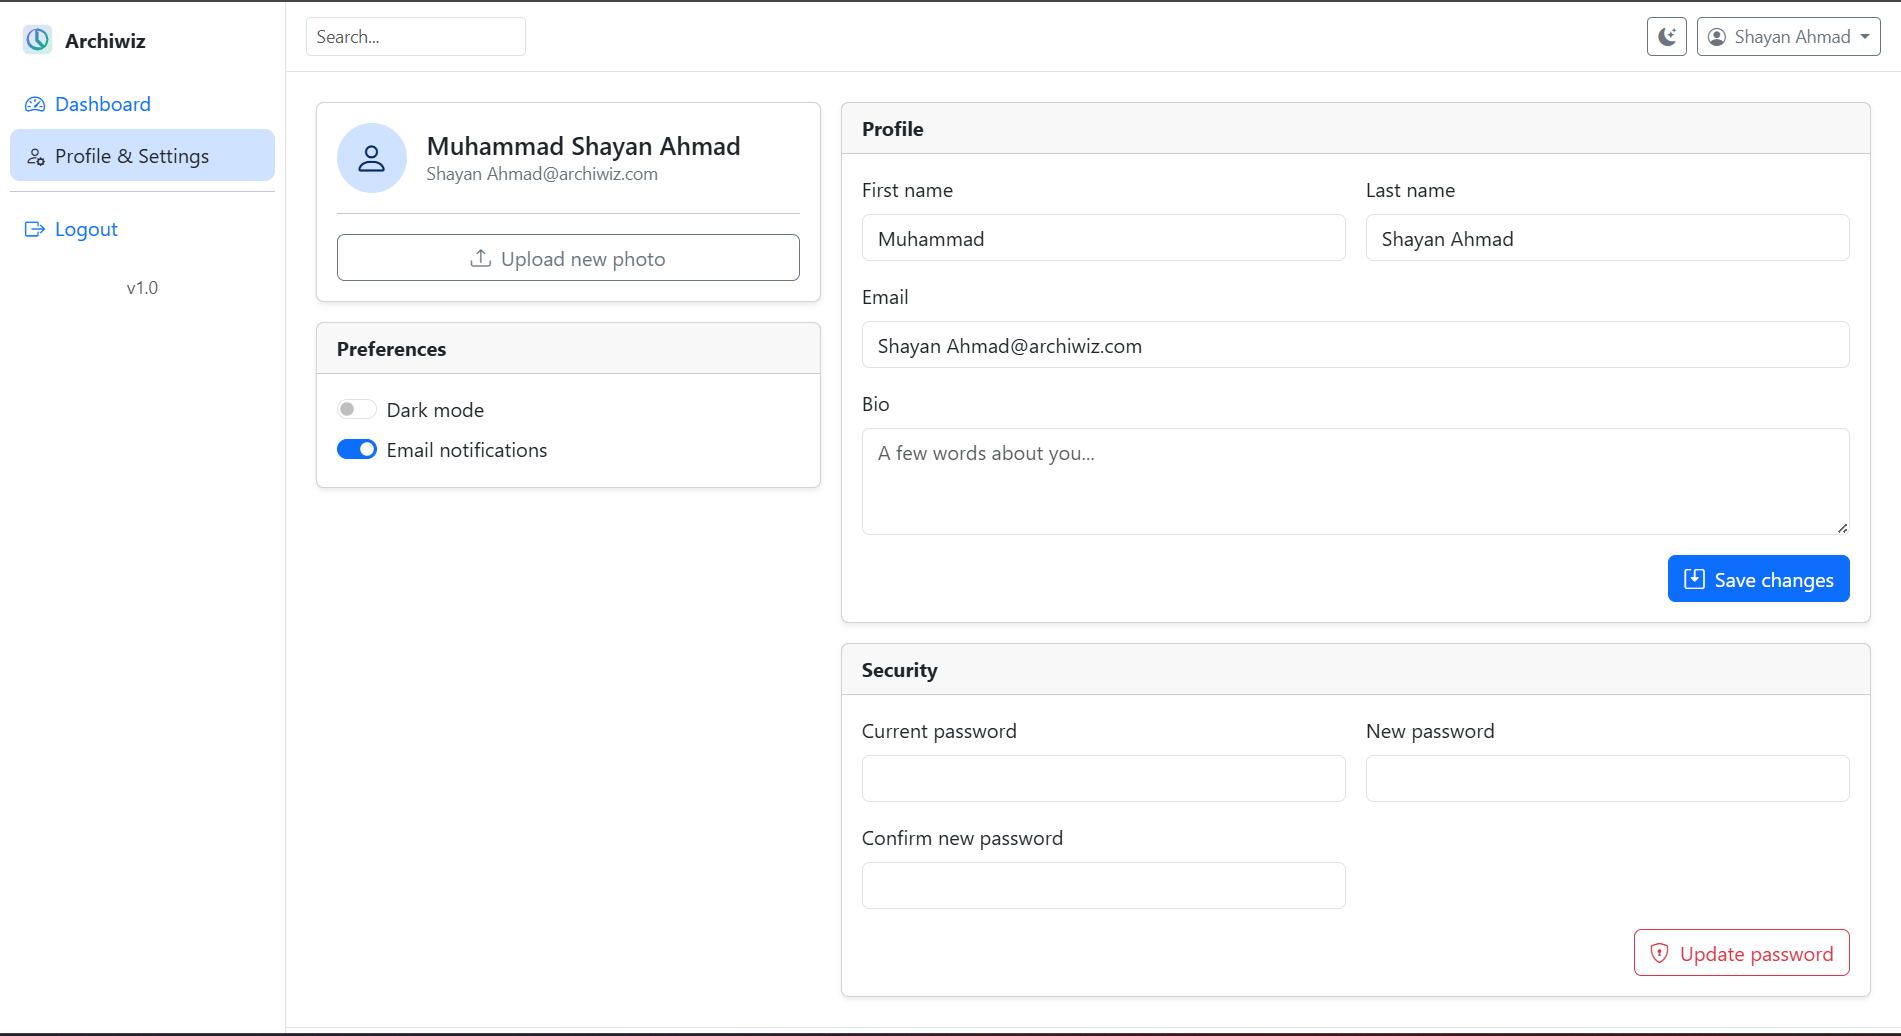 Archiwiz
Dashboard
Profile & Settings
Logout
v1.0
Search...
Shayan Ahmad
Muhammad Shayan Ahmad
Shayan Ahmad@archiwiz.com
Upload new photo
Preferences
Dark mode
Email notifications
Profile
First name
Last name
Muhammad
Shayan Ahmad
Email
Shayan Ahmad@archiwiz.com
Bio
A few words about you...
Save changes
Security
Current password
New password
Confirm new password
Update password